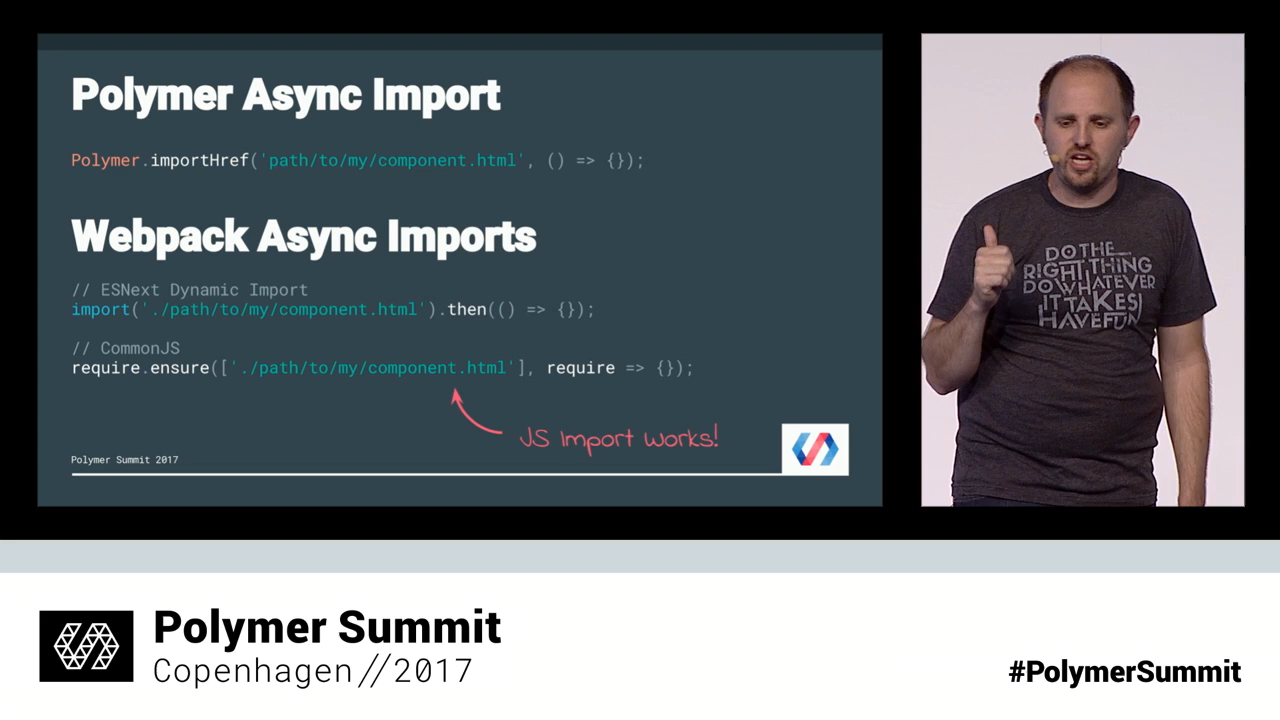 Polymer Async Import
Polymer.importHref('path/to/my/component.html', () => {});
Webpack Async Imports
// ESNext Dynamic Import
import('./path/to/my/component.html').then(() => {});
// CommonJS
require.ensure(['./path/to/my/component.html'], require => {});
JS Import works!
Polymer Summit 2017
DO THE
RIGHT THING
DO WHATEVER
IT TAKES
HAVE FUN
Polymer Summit
Copenhagen // 2017
#PolymerSummit